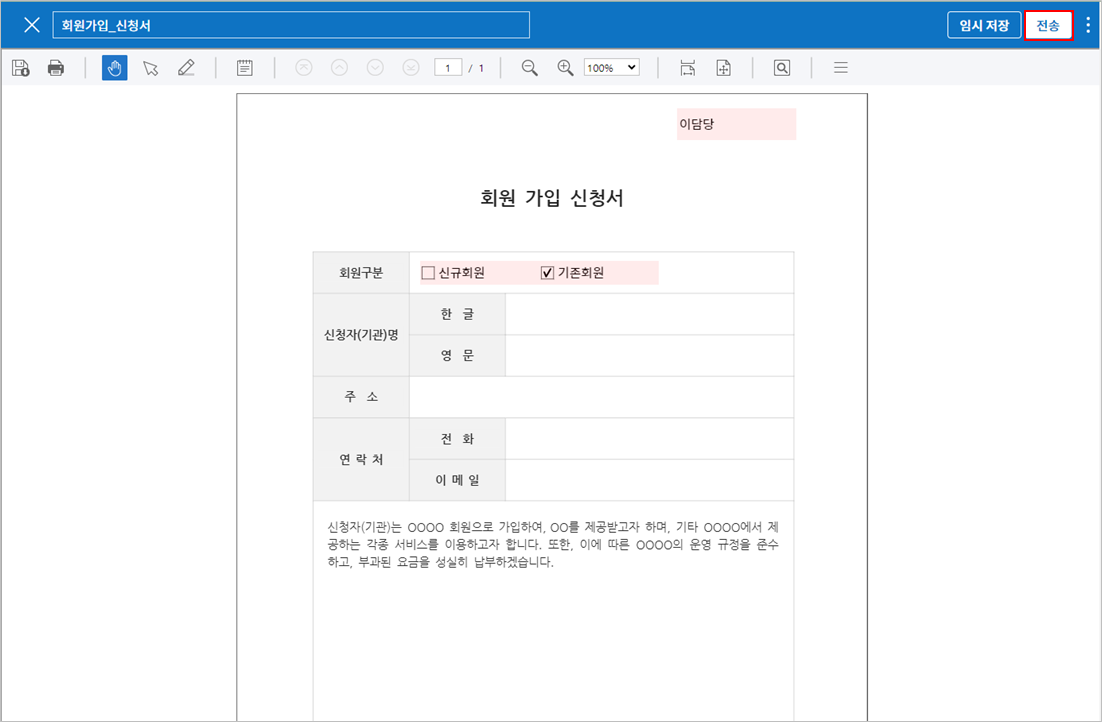 회원가입_신청서
임시 저장
전송
1 / 1
100%
이담당
회원 가입 신청서
회원구분
신규회원
기존회원
신청자(기관)명
한 글
영 문
주 소
연 락 처
전 화
이 메 일
신청자(기관)는 OOOO 회원으로 가입하여, OO를 제공받고자 하며, 기타 OOOO에서 제
공하는 각종 서비스를 이용하고자 합니다. 또한, 이에 따른 OOOO의 운영 규정을 준수
하고, 부과된 요금을 성실히 납부하겠습니다.